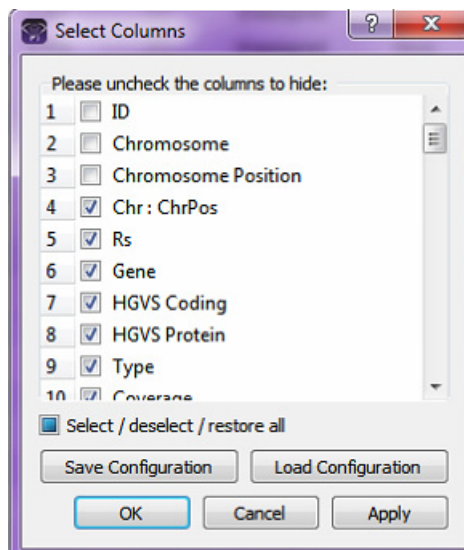 Select Columns
?
X
Please uncheck the columns to hide:
1 ID
2 Chromosome
3 Chromosome Position
4 Chr : ChrPos
5 Rs
6 Gene
7 HGVS Coding
8 HGVS Protein
9 Type
10 Coverage
Select / deselect / restore all
Save Configuration
Load Configuration
OK
Cancel
Apply